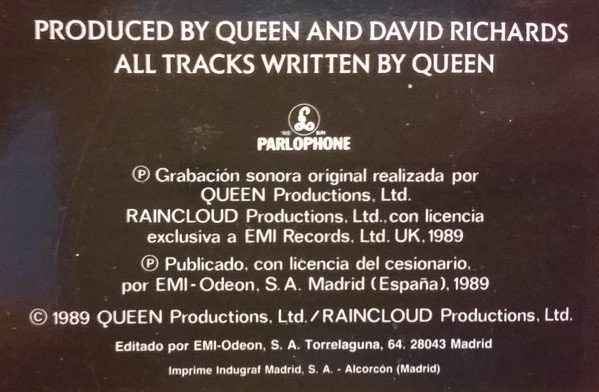 PRODUCED BY QUEEN AND DAVID RICHARDS
ALL TRACKS WRITTEN BY QUEEN
PARLOPHONE
Ⓟ Grabación sonora original realizada por
QUEEN Productions, Ltd.
RAINCLOUD Productions, Ltd., con licencia
exclusiva a EMI Records, Ltd. UK, 1989
Ⓟ Publicado, con licencia del cesionario,
por EMI-Odeon, S. A. Madrid (España), 1989
© 1989 QUEEN Productions, Ltd./RAINCLOUD Productions, Ltd.
Editado por EMI-Odeon, S. A. Torrelaguna, 64. 28043 Madrid
Imprime Indugraf Madrid, S. A. - Alcorcón (Madrid)